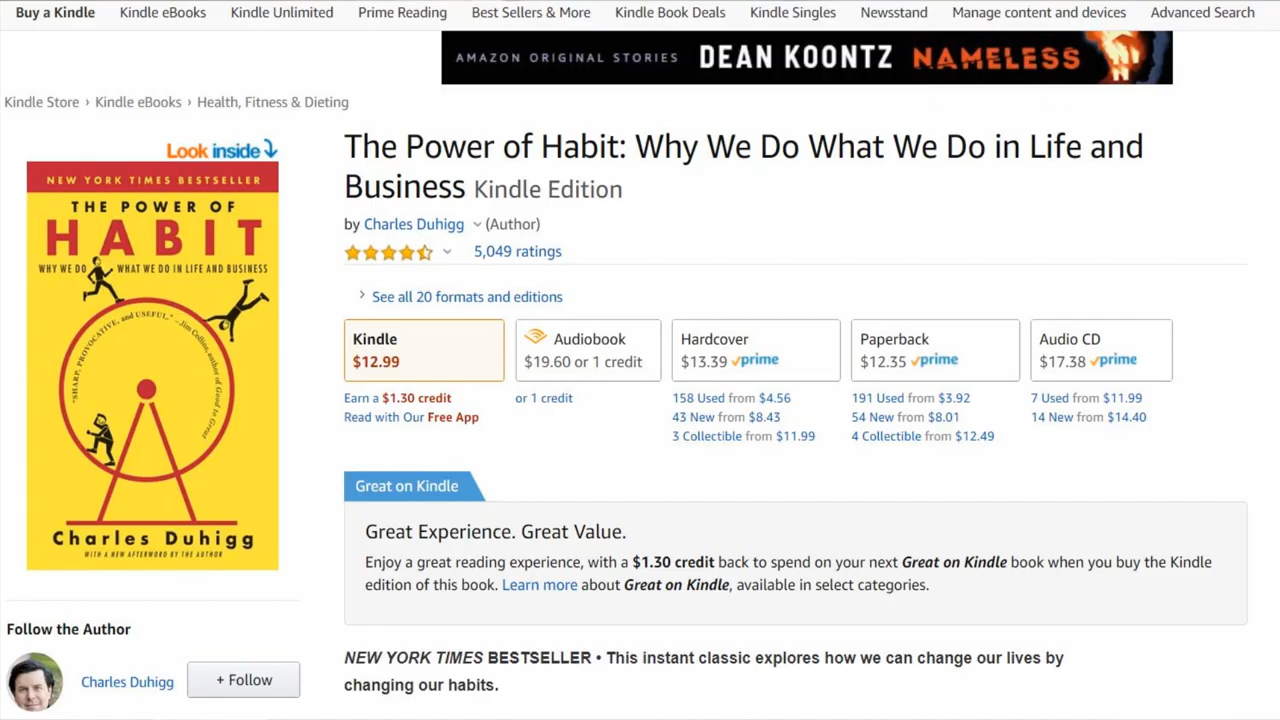 Buy a Kindle Kindle eBooks Kindle Unlimited Prime Reading Best Sellers & More Kindle Book Deals Kindle Singles Newsstand Manage content and devices Advanced Search
AMAZON ORIGINAL STORIES DEAN KOONTZ NAMELESS
Kindle Store › Kindle eBooks › Health, Fitness & Dieting
Look inside
NEW YORK TIMES BESTSELLER
THE POWER OF
HABIT
WHY WE DO WHAT WE DO IN LIFE AND BUSINESS
"SHARP, PROVOCATIVE, and USEFUL." —Jim Collins, author of Good to Great
Charles Duhigg
WITH A NEW AFTERWORD BY THE AUTHOR
Follow the Author
Charles Duhigg
+ Follow
The Power of Habit: Why We Do What We Do in Life and
Business Kindle Edition
by Charles Duhigg (Author)
5,049 ratings
› See all 20 formats and editions
Kindle
$12.99
Earn a $1.30 credit
Read with Our Free App
Audiobook
$19.60 or 1 credit
or 1 credit
Hardcover
$13.39 prime
158 Used from $4.56
43 New from $8.43
3 Collectible from $11.99
Paperback
$12.35 prime
191 Used from $3.92
54 New from $8.01
4 Collectible from $12.49
Audio CD
$17.38 prime
7 Used from $11.99
14 New from $14.40
Great on Kindle
Great Experience. Great Value.
Enjoy a great reading experience, with a $1.30 credit back to spend on your next Great on Kindle book when you buy the Kindle
edition of this book. Learn more about Great on Kindle, available in select categories.
NEW YORK TIMES BESTSELLER • This instant classic explores how we can change our lives by
changing our habits.